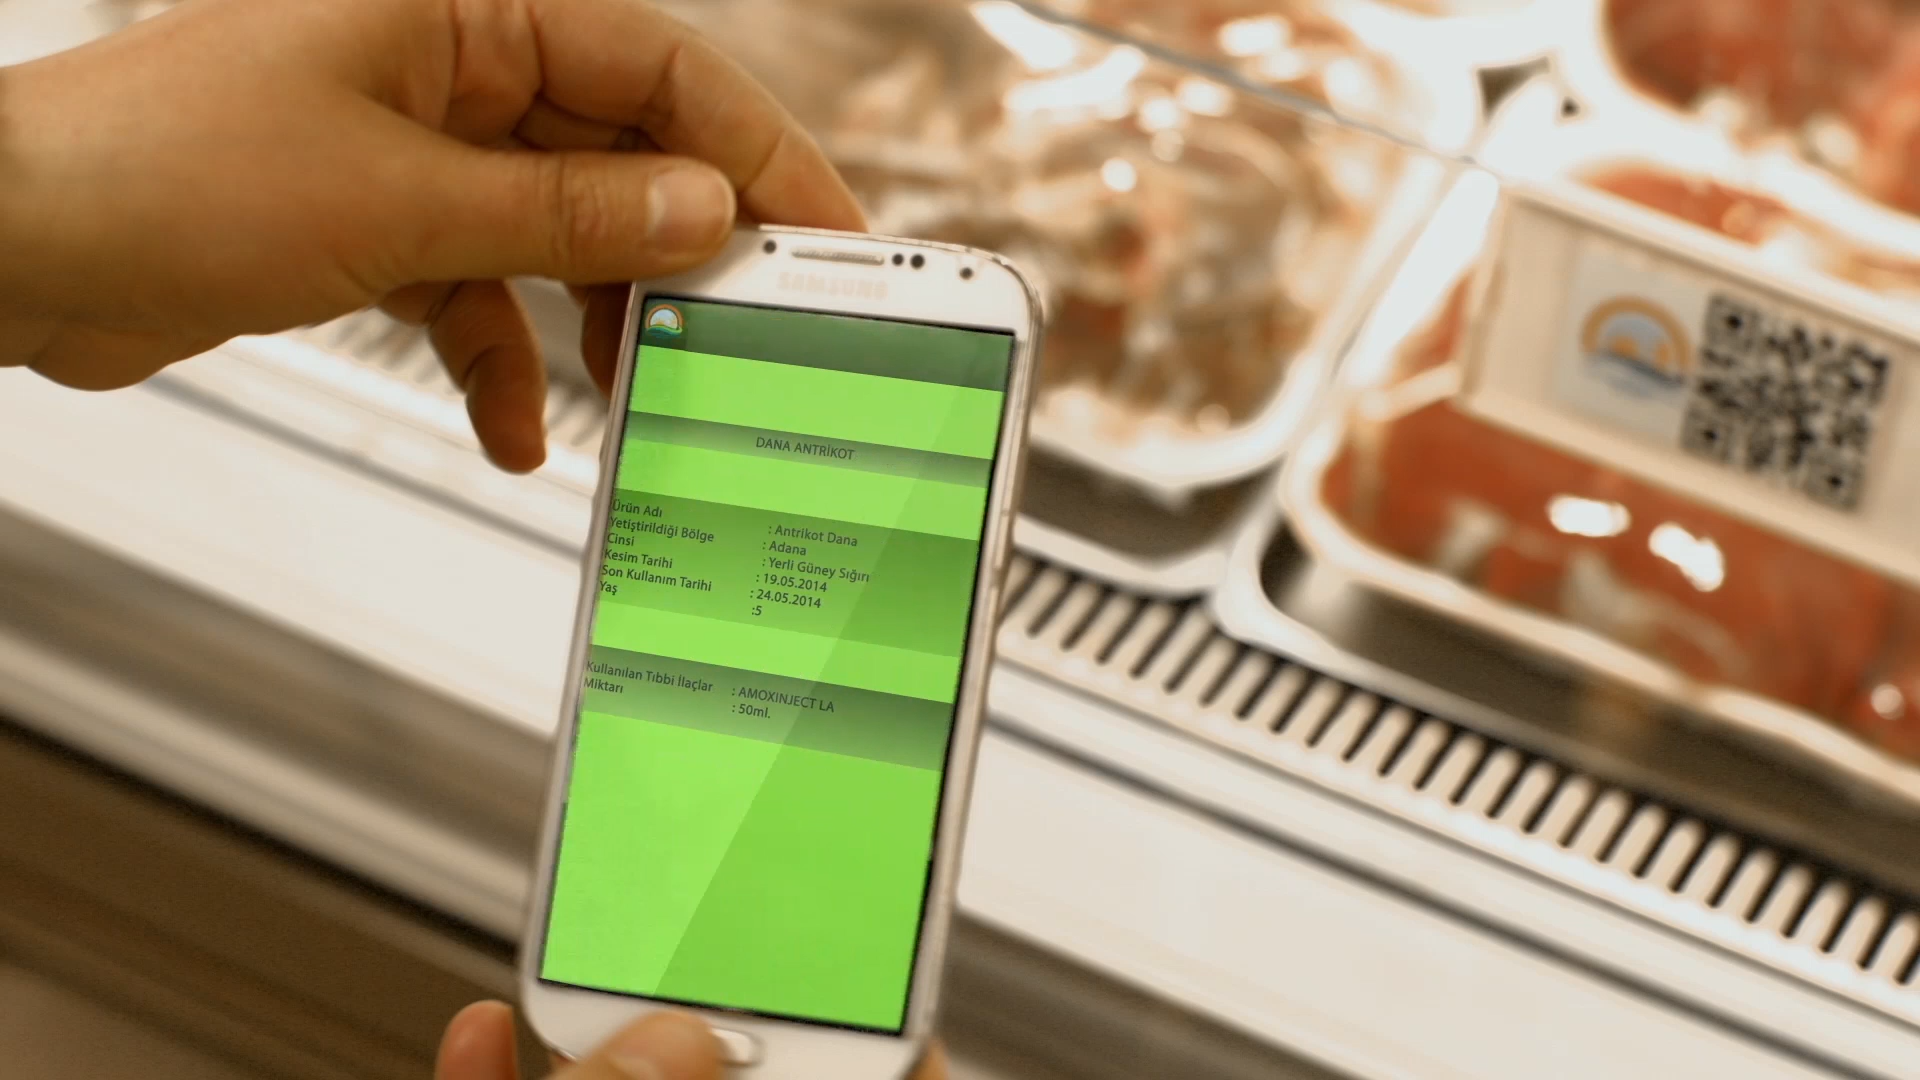 SAMSUNG
DANA ANTRİKOT
Ürün Adı : Antrikot Dana
Yetiştirildiği Bölge : Adana
Cinsi : Yerli Güney Sığırı
Kesim Tarihi : 19.05.2014
Son Kullanım Tarihi : 24.05.2014
Yaş :5
Kullanılan Tıbbi İlaçlar : AMOXINJECT LA
Miktarı : 50ml.